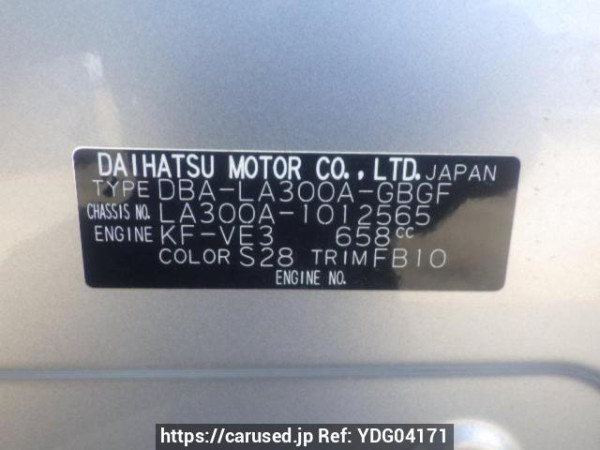 DAIHATSU MOTOR CO., LTD. JAPAN
TYPE DBA-LA300A-GBGF
CHASSIS NO. LA300A-1012565
ENGINE KF-VE3 658cc
COLOR S28 TRIM FB10
ENGINE NO.
https://carused.jp Ref: YDG04171